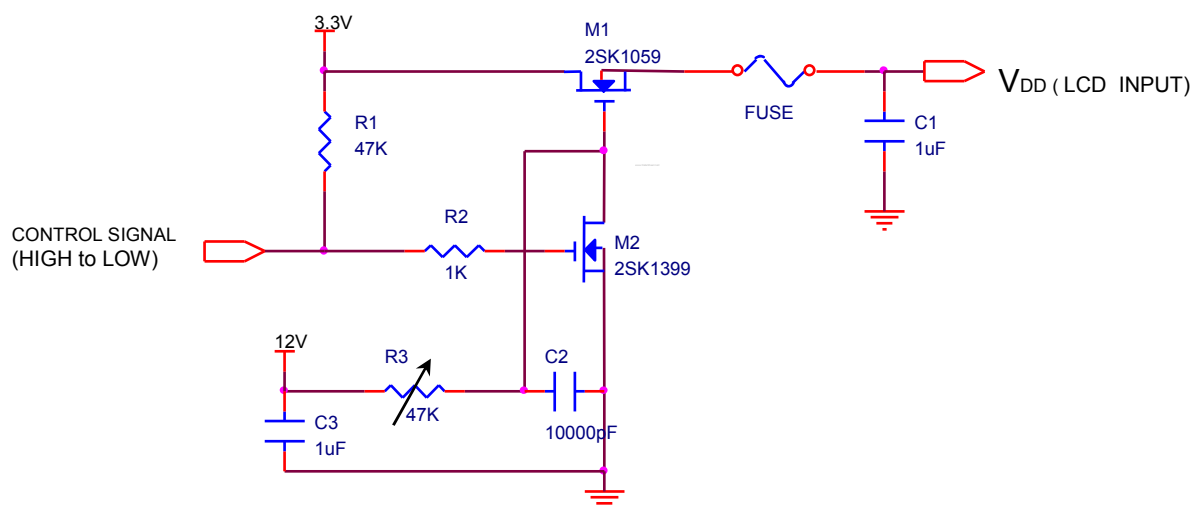 3.3V
M1
2SK1059
FUSE
VDD ( LCD INPUT)
R1
47K
C1
1uF
CONTROL SIGNAL
(HIGH to LOW)
R2
1K
M2
2SK1399
12V
R3
47K
C2
10000pF
C3
1uF